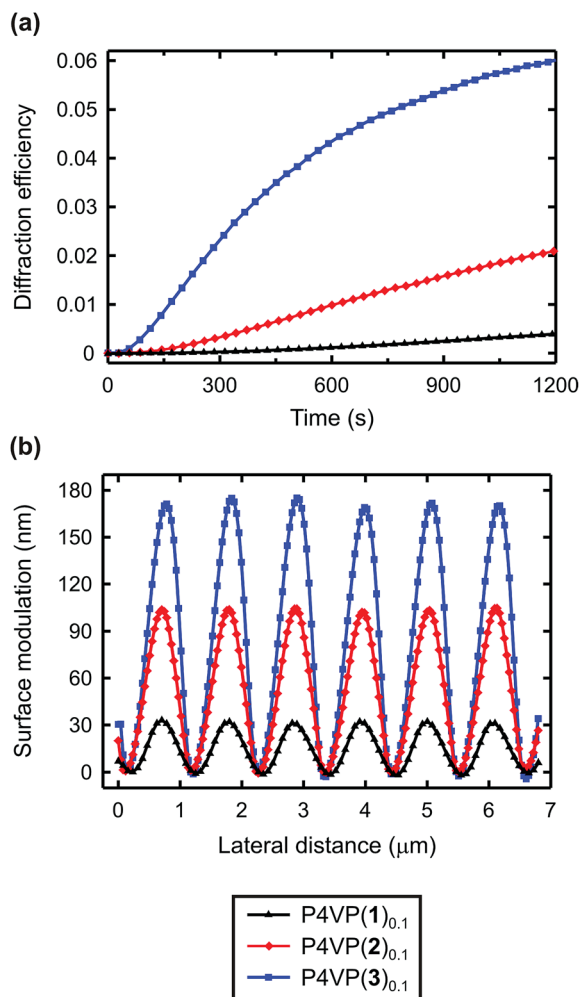 (a)
Diffraction efficiency
0.06
0.05
0.04
0.03
0.02
0.01
0
0 300 600 900 1200
Time (s)
(b)
Surface modulation (nm)
180
150
120
90
60
30
0
0 1 2 3 4 5 6 7
Lateral distance (μm)
P4VP(1)0.1
P4VP(2)0.1
P4VP(3)0.1